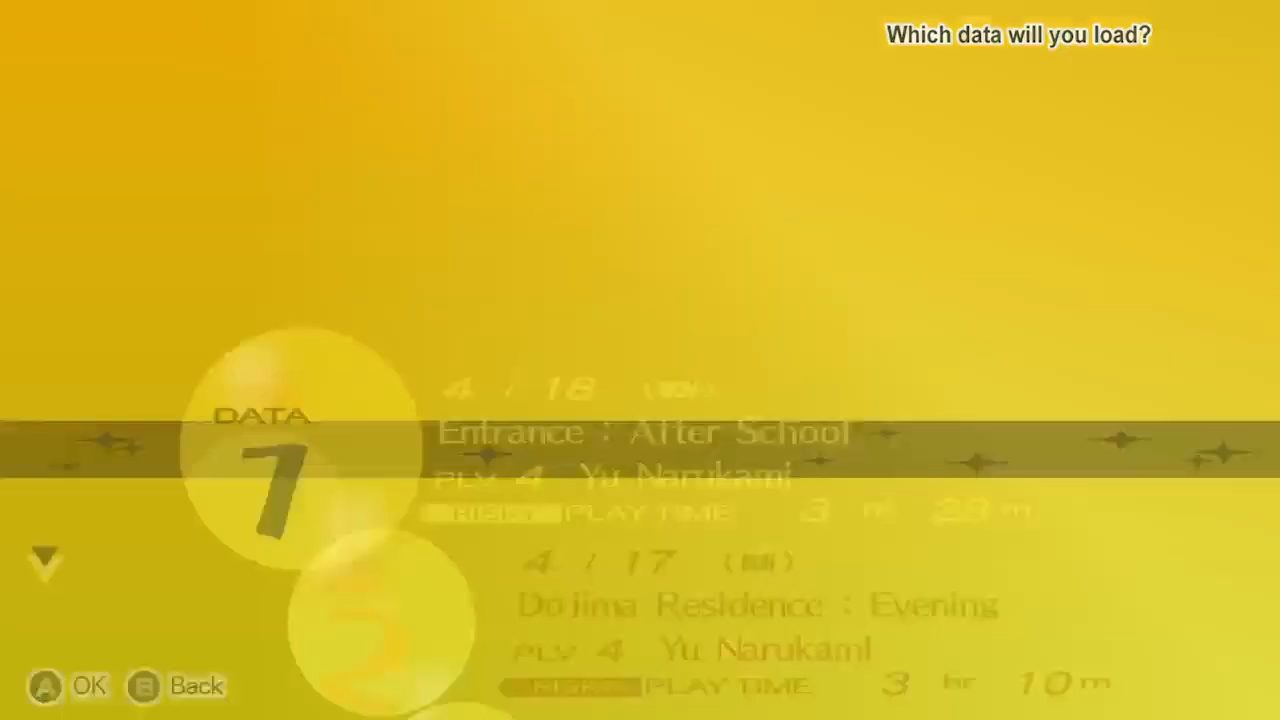 Which data will you load?
4 / 18
DATA
1
Entrance : After School
PLV 4 Yu Narukami
PLAY TIME 3 hr 23 m
4 / 17
2
Dojima Residence : Evening
PLV 4 Yu Narukami
PLAY TIME 3 hr 10 m
A OK B Back